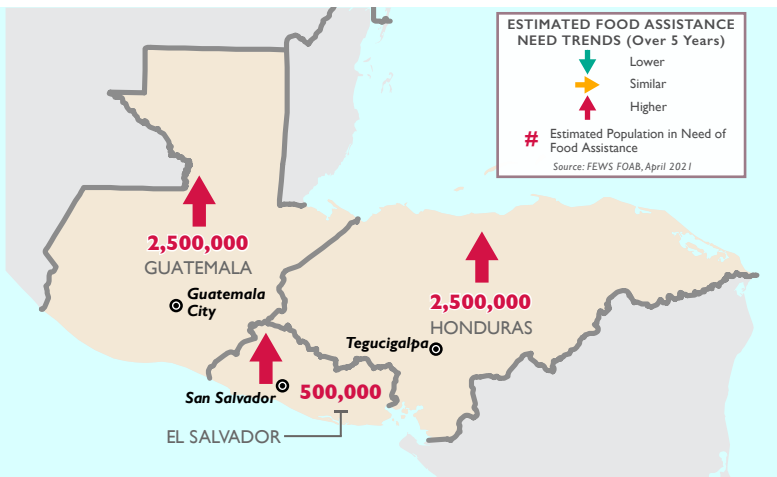 ESTIMATED FOOD ASSISTANCE
NEED TRENDS (Over 5 Years)
Lower
Similar
Higher
# Estimated Population in Need of
Food Assistance
Source: FEWS FOAB, April 2021
2,500,000
GUATEMALA
Guatemala
City
2,500,000
HONDURAS
Tegucigalpa
San Salvador
500,000
EL SALVADOR